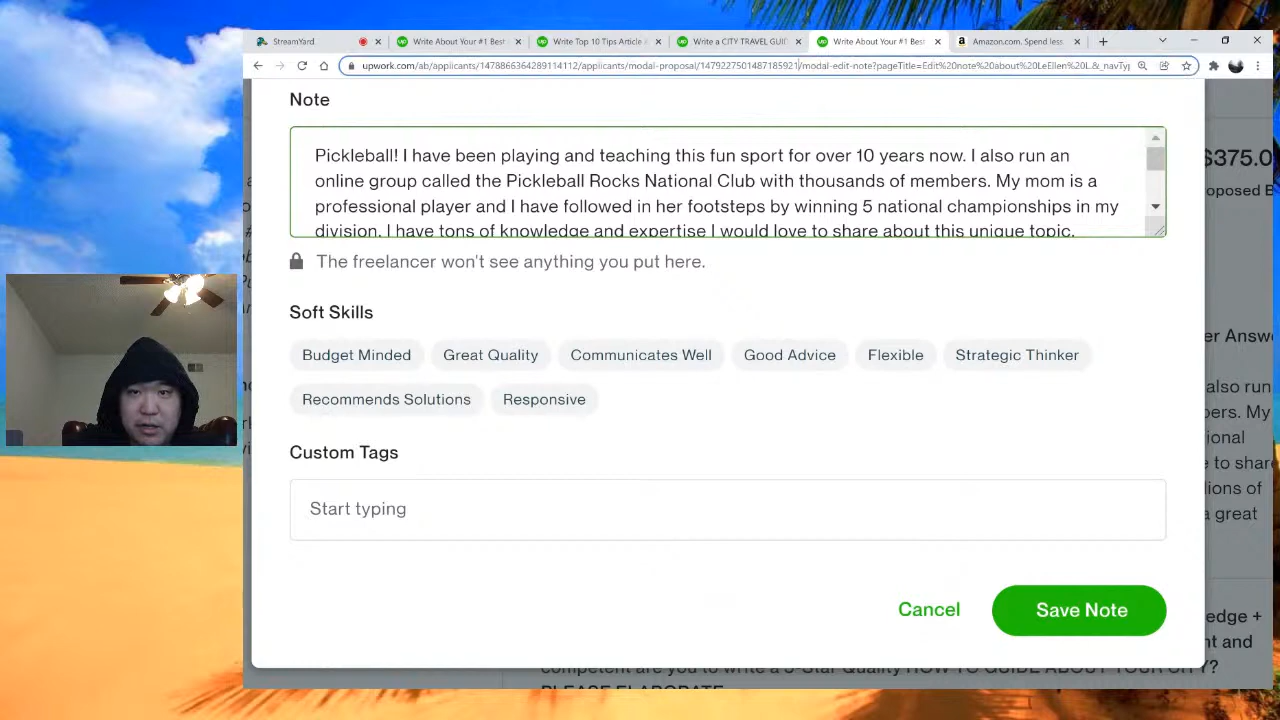 StreamYard
Write About Your #1 Best
Write Top 10 Tips Article
Write a CITY TRAVEL GUI
Write About Your #1 Best
Amazon.com. Spend less
upwork.com/ab/applicants/1478866364289114112/applicants/modal-proposal/1479227501487185921/modal-edit-note?pageTitle=Edit%20note%20about%20LeEllen%20L.&_navTy
Note
Pickleball! I have been playing and teaching this fun sport for over 10 years now. I also run an
online group called the Pickleball Rocks National Club with thousands of members. My mom is a
professional player and I have followed in her footsteps by winning 5 national championships in my
division. I have tons of knowledge and expertise I would love to share about this unique topic.
The freelancer won't see anything you put here.
Soft Skills
Budget Minded
Great Quality
Communicates Well
Good Advice
Flexible
Strategic Thinker
Recommends Solutions
Responsive
Custom Tags
Start typing
Cancel
Save Note
$375.0
oposed B
er Answe
also run
pers. My
ional
e to share
lions of
a great
edge +
nt and
competent are you to write a 5-Star Quality HOW TO GUIDE ABOUT YOUR CITY?
PLEASE ELABORATE